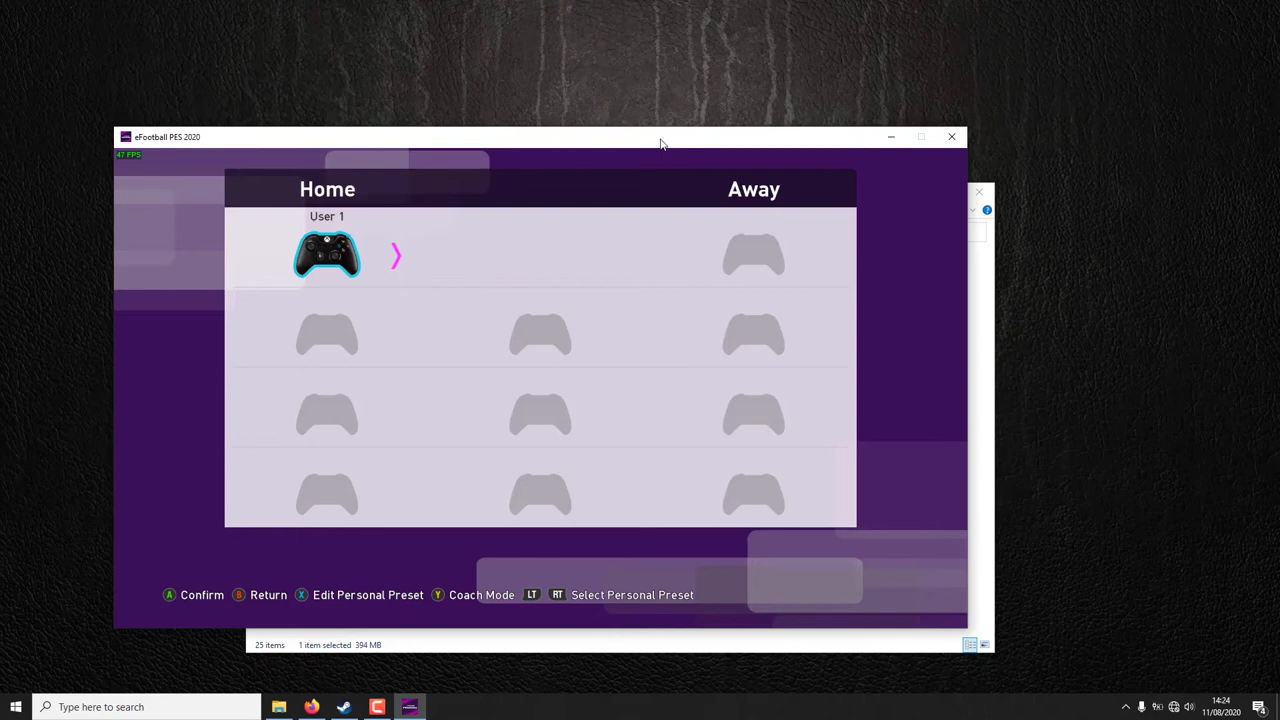 eFootball PES 2020
47 FPS
Home
Away
User 1
A Confirm B Return X Edit Personal Preset Y Coach Mode LT RT Select Personal Preset
25 items 1 item selected 394 MB
Type here to search
14:24
11/08/2020